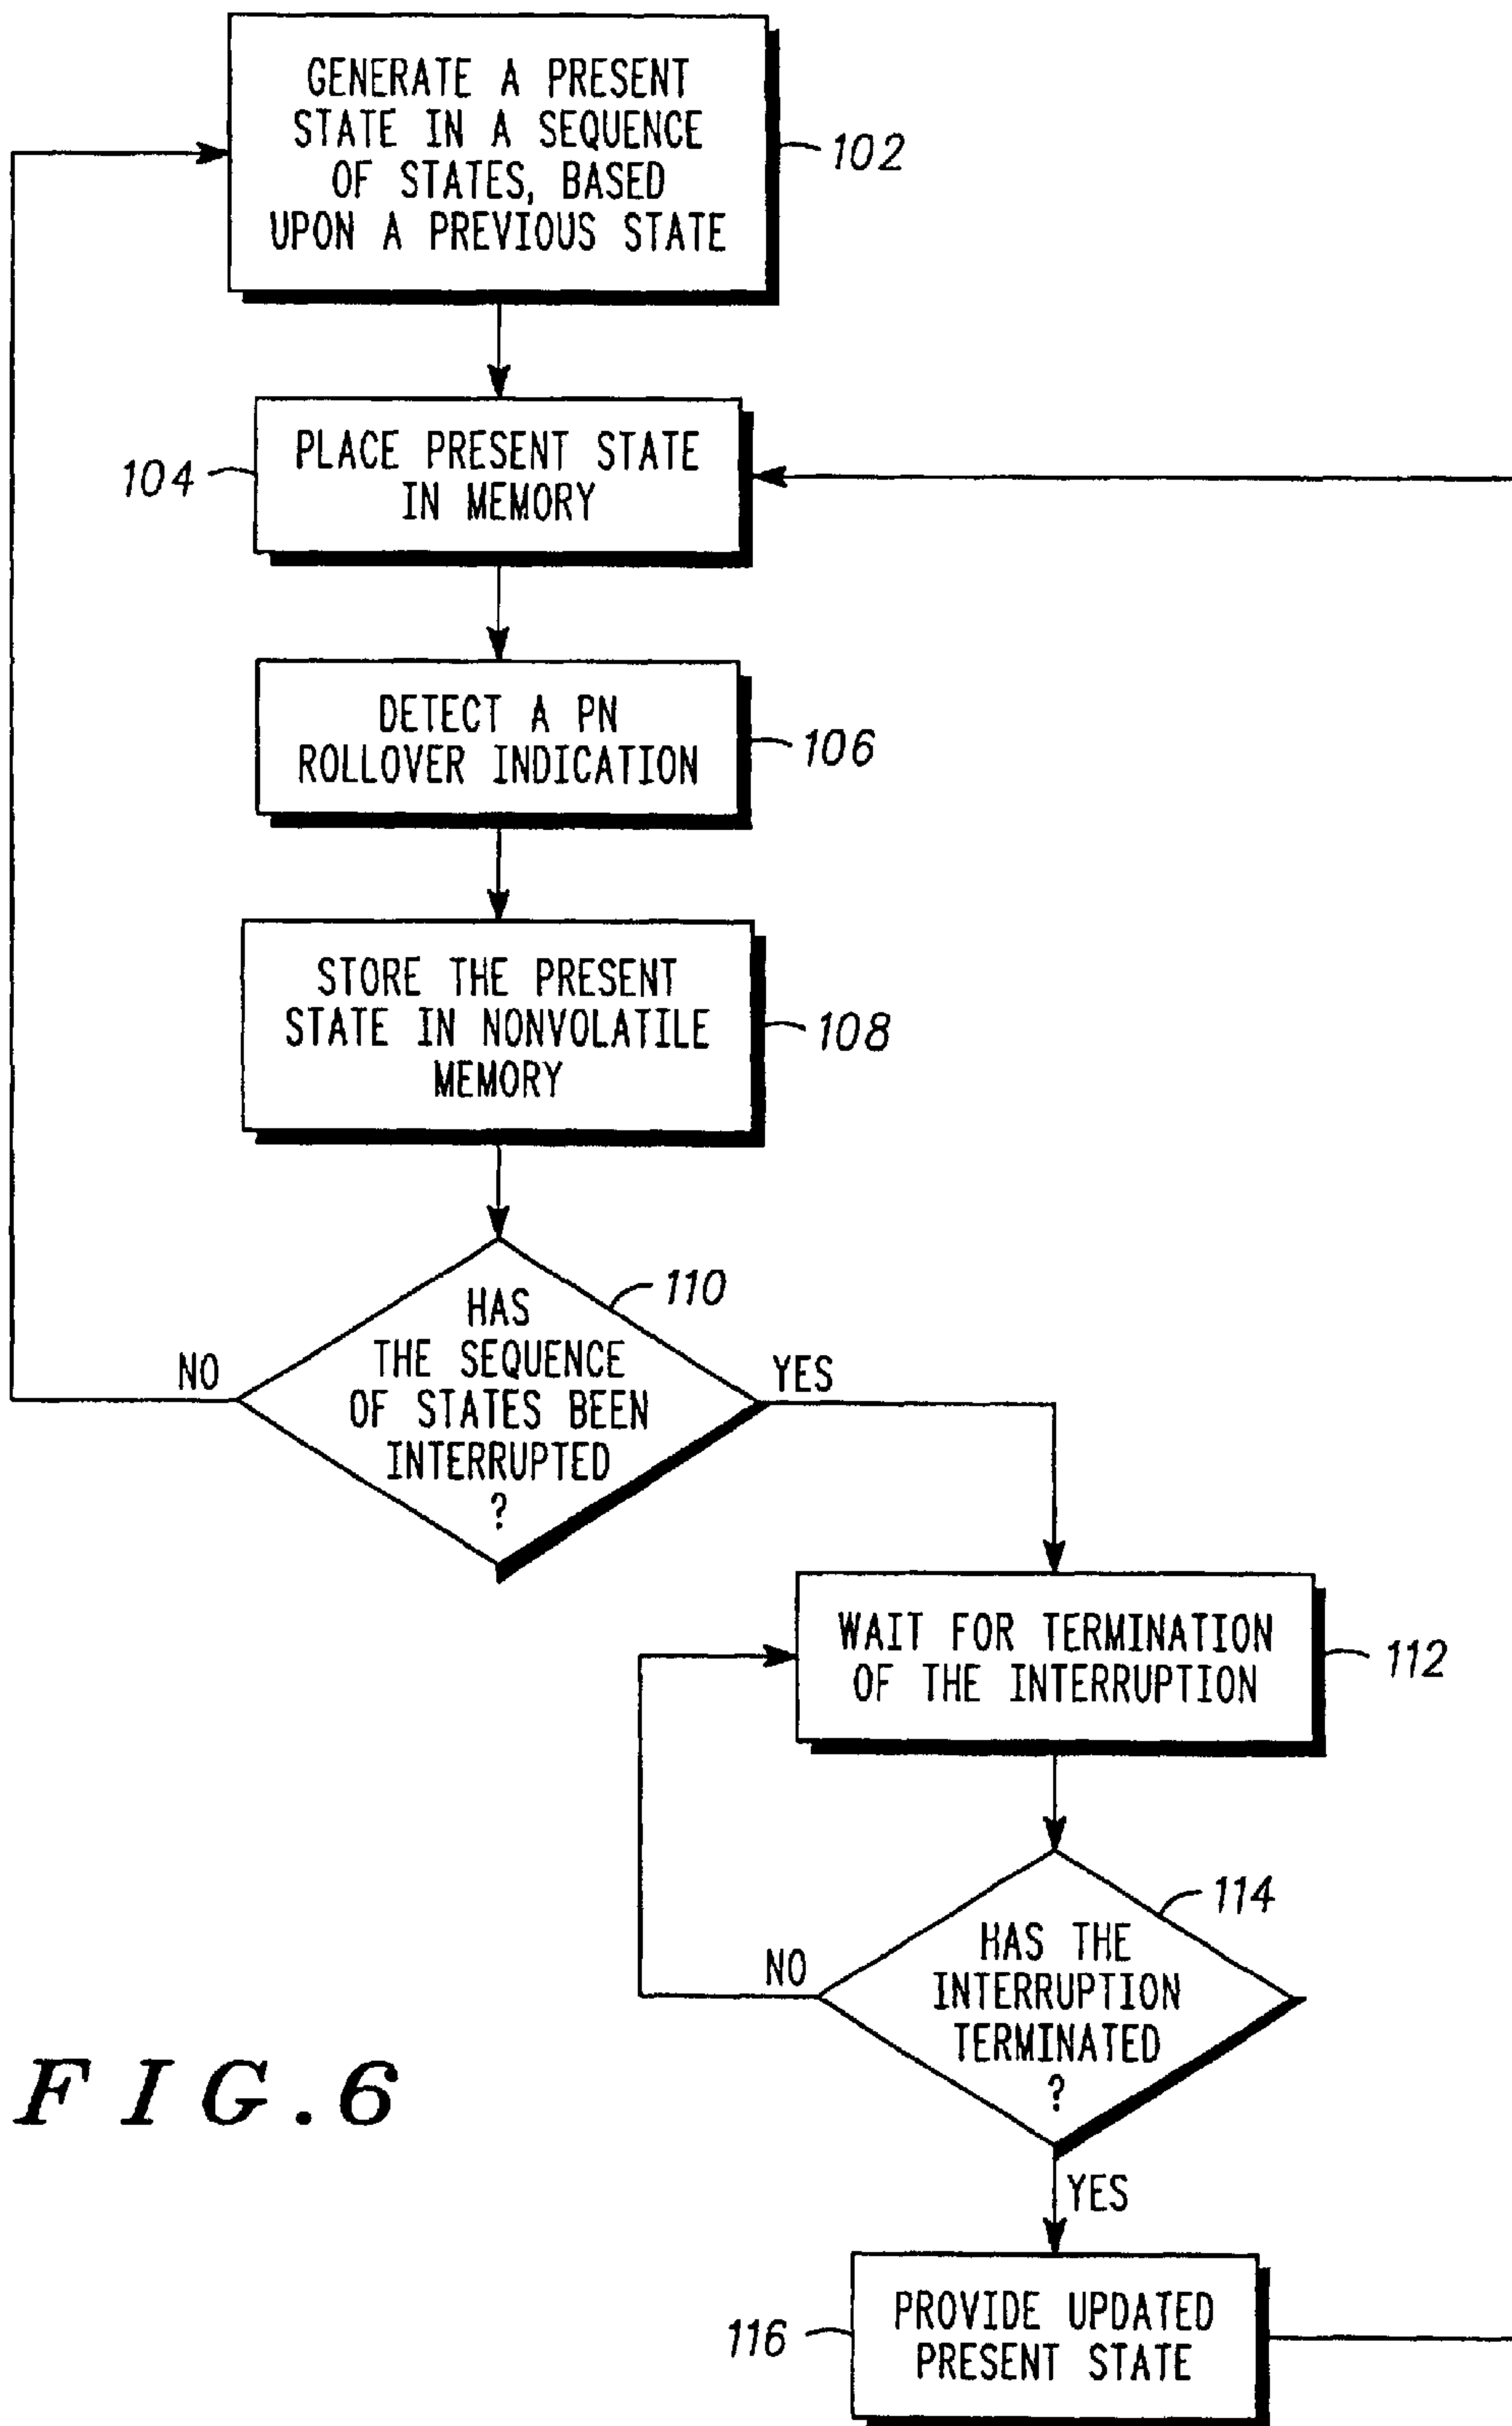 GENERATE A PRESENT
STATE IN A SEQUENCE
OF STATES, BASED
UPON A PREVIOUS STATE
102
PLACE PRESENT STATE
IN MEMORY
104
DETECT A PN
ROLLOVER INDICATION
106
STORE THE PRESENT
STATE IN NONVOLATILE
MEMORY
108
HAS
THE SEQUENCE
OF STATES BEEN
INTERRUPTED
?
110
NO
YES
WAIT FOR TERMINATION
OF THE INTERRUPTION
112
HAS THE
INTERRUPTION
TERMINATED
?
114
NO
YES
PROVIDE UPDATED
PRESENT STATE
116
FIG.6